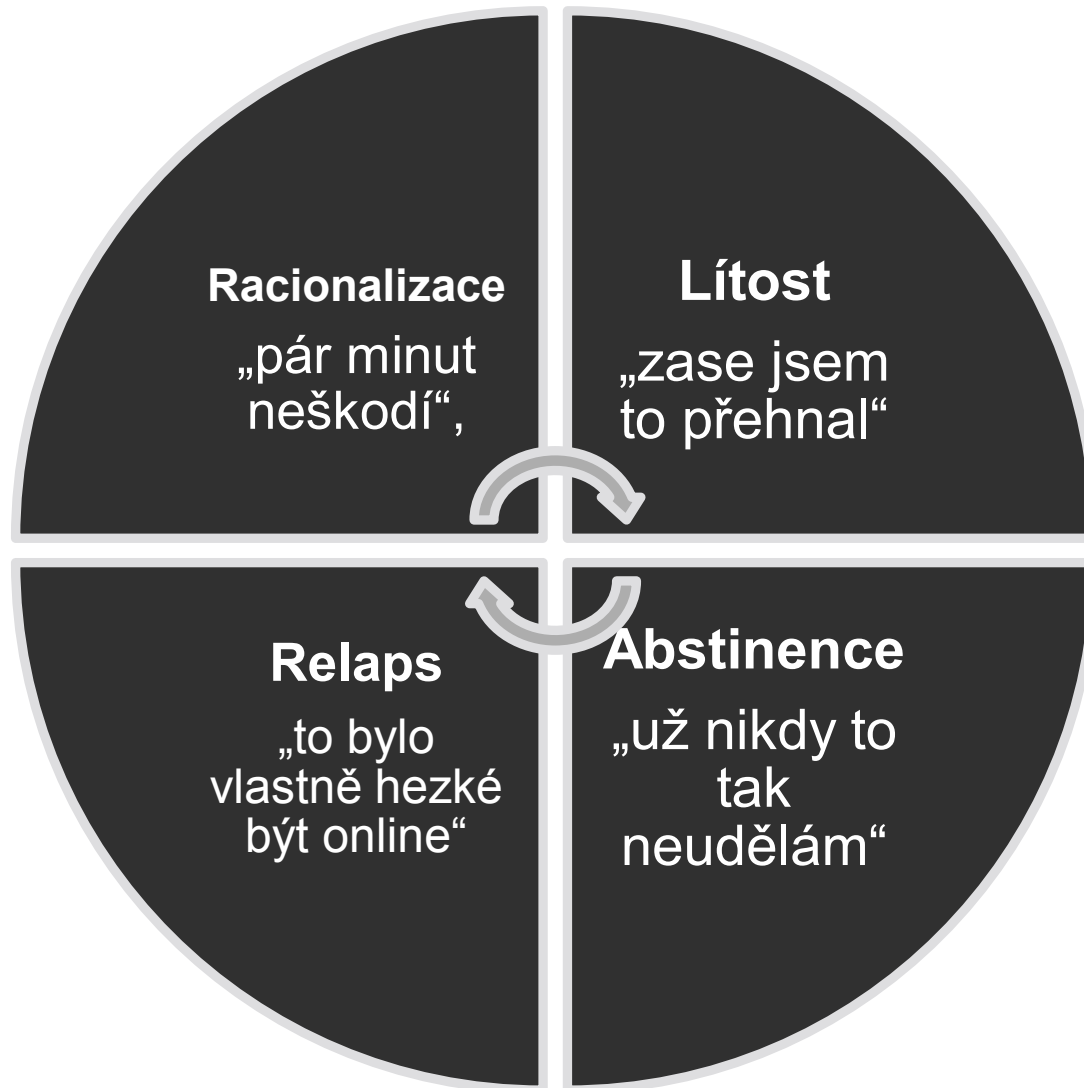 Racionalizace
„pár minut
neškodí“,
Lítost
„zase jsem
to přehnal“
Relaps
„to bylo
vlastně hezké
být online“
Abstinence
„už nikdy to
tak
neudělám“